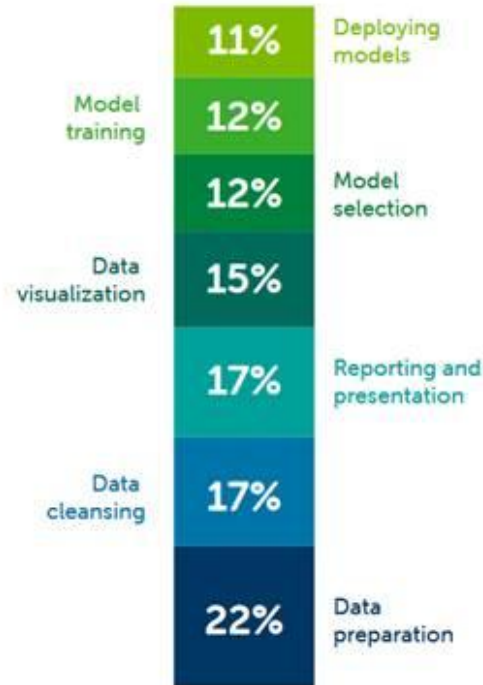 11%
Deploying
models
Model
training
12%
12%
Model
selection
Data
visualization
15%
17%
Reporting and
presentation
Data
cleansing
17%
22%
Data
preparation